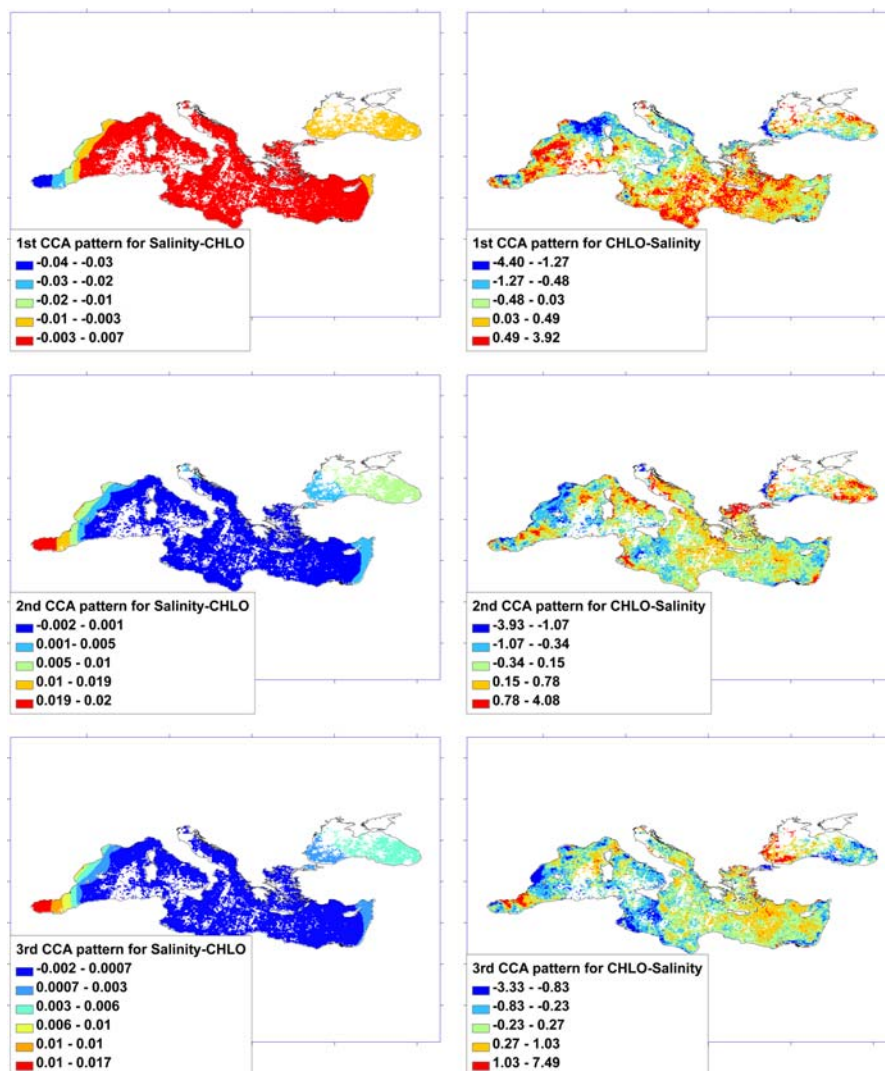 1st CCA pattern for Salinity-CHLO
-0.04 - -0.03
-0.03 - -0.02
-0.02 - -0.01
-0.01 - -0.003
-0.003 - 0.007
1st CCA pattern for CHLO-Salinity
-4.40 - -1.27
-1.27 - -0.48
-0.48 - 0.03
0.03 - 0.49
0.49 - 3.92
2nd CCA pattern for Salinity-CHLO
-0.002 - 0.001
0.001- 0.005
0.005 - 0.01
0.01 - 0.019
0.019 - 0.02
2nd CCA pattern for CHLO-Salinity
-3.93 - -1.07
-1.07 - -0.34
-0.34 - 0.15
0.15 - 0.78
0.78 - 4.08
3rd CCA pattern for Salinity-CHLO
-0.002 - 0.0007
0.0007 - 0.003
0.003 - 0.006
0.006 - 0.01
0.01 - 0.01
0.01 - 0.017
3rd CCA pattern for CHLO-Salinity
-3.33 - -0.83
-0.83 - -0.23
-0.23 - 0.27
0.27 - 1.03
1.03 - 7.49